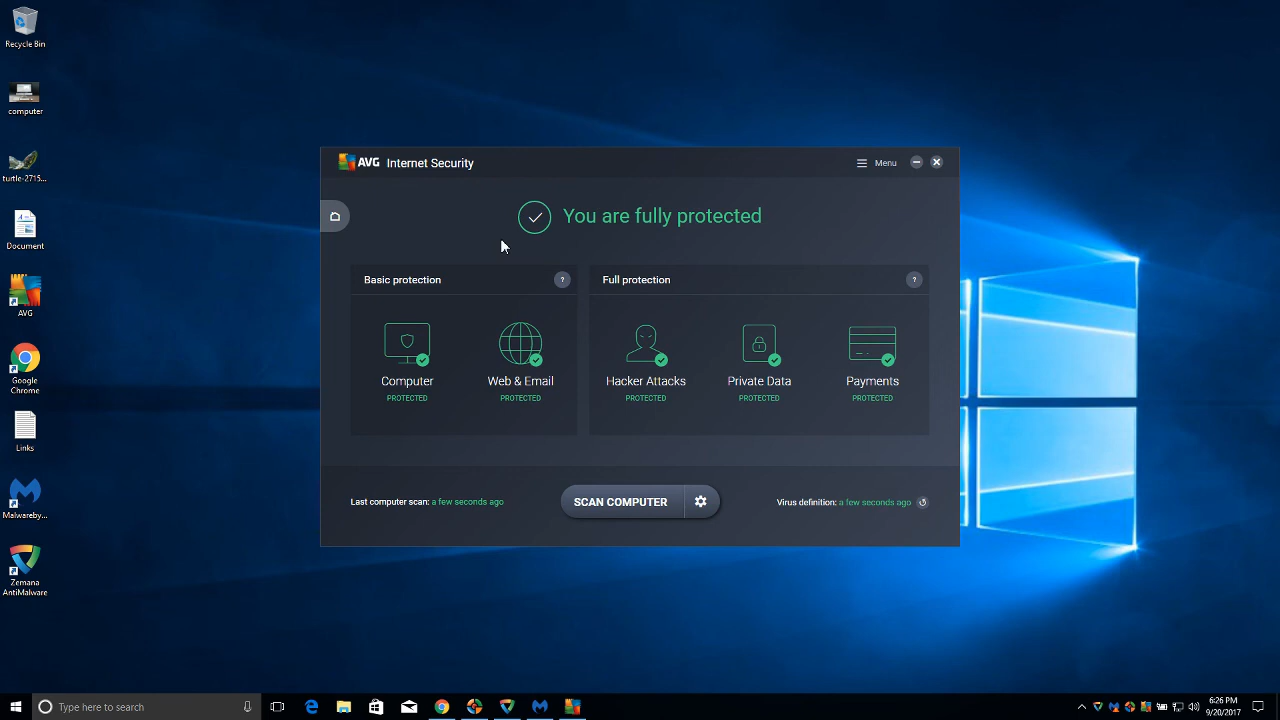 Recycle Bin
computer
turtle-2715...
Document
AVG
Google
Chrome
Links
Malwareby...
Zemana
AntiMalware
AVG Internet Security
Menu
You are fully protected
Basic protection
?
Full protection
?
Computer
PROTECTED
Web & Email
PROTECTED
Hacker Attacks
PROTECTED
Private Data
PROTECTED
Payments
PROTECTED
Last computer scan: a few seconds ago
SCAN COMPUTER
Virus definition: a few seconds ago
Type here to search
6:26 PM
9/20/2017